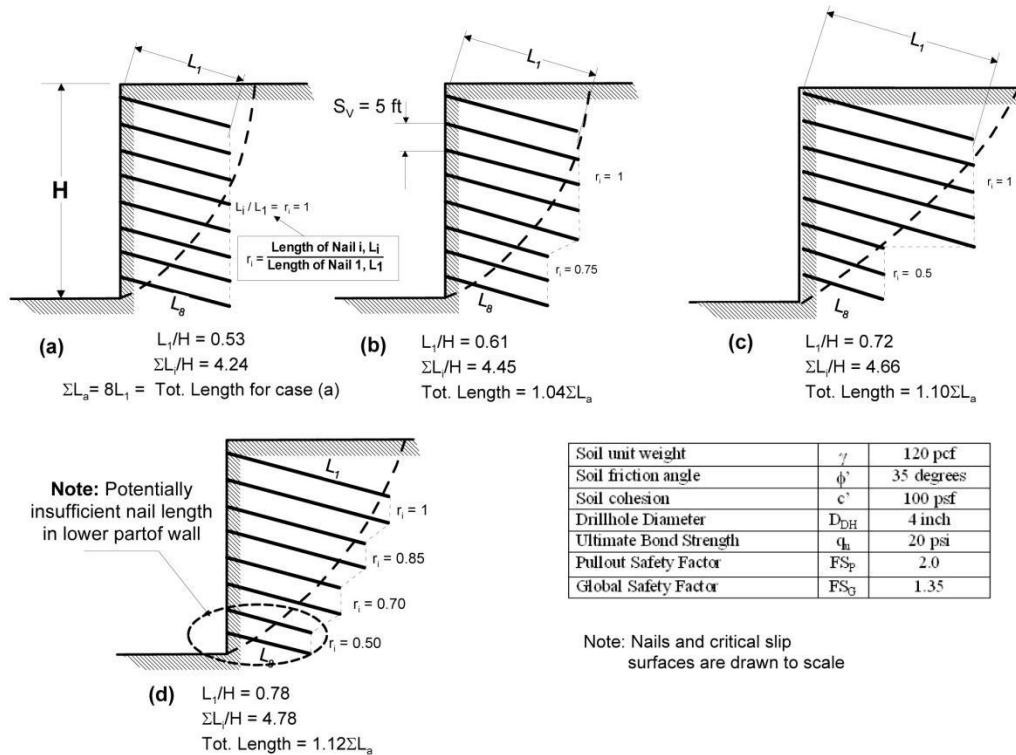 L1
H
Li / L1 = ri = 1
ri = Length of Nail i, Li
Length of Nail 1, L1
L8
(a)
L1/H = 0.53
ΣLi/H = 4.24
ΣLa = 8L1 = Tot. Length for case (a)
L1
SV = 5 ft
ri = 1
ri = 0.75
L8
(b)
L1/H = 0.61
ΣLi/H = 4.45
Tot. Length = 1.04ΣLa
L1
ri = 1
ri = 0.5
L8
(c)
L1/H = 0.72
ΣLi/H = 4.66
Tot. Length = 1.10ΣLa
Note: Potentially
insufficient nail length
in lower partof wall
L1
ri = 1
ri = 0.85
ri = 0.70
ri = 0.50
L8
(d)
L1/H = 0.78
ΣLi/H = 4.78
Tot. Length = 1.12ΣLa
Soil unit weight γ 120 pcf
Soil friction angle ϕ' 35 degrees
Soil cohesion c' 100 psf
Drillhole Diameter DDH 4 inch
Ultimate Bond Strength qu 20 psi
Pullout Safety Factor FSP 2.0
Global Safety Factor FSG 1.35
Note: Nails and critical slip
surfaces are drawn to scale